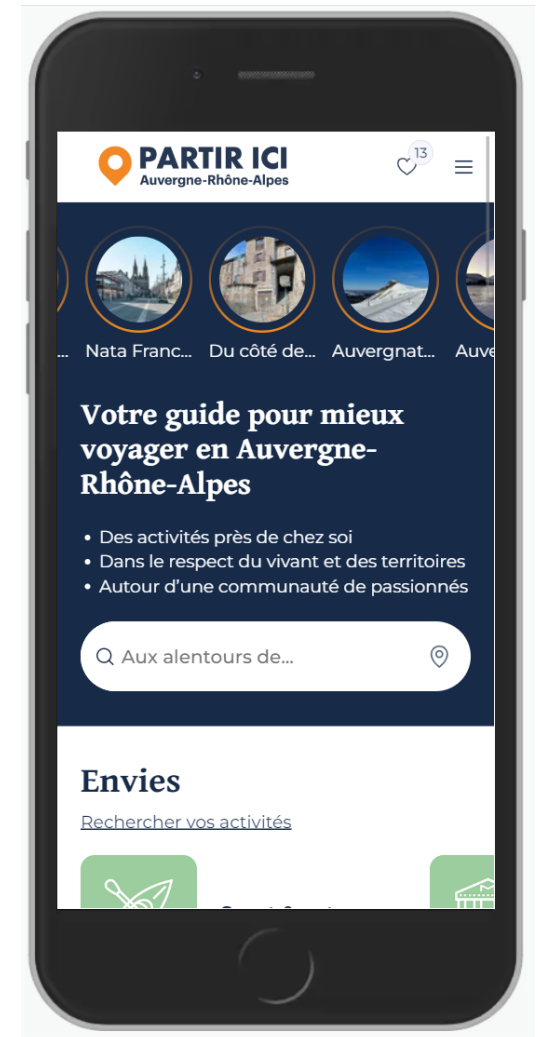 PARTIR ICI
Auvergne-Rhône-Alpes
13
... Nata Franc... Du côté de... Auvergnat... Auve
Votre guide pour mieux
voyager en Auvergne-
Rhône-Alpes
• Des activités près de chez soi
• Dans le respect du vivant et des territoires
• Autour d'une communauté de passionnés
Aux alentours de...
Envies
Rechercher vos activités